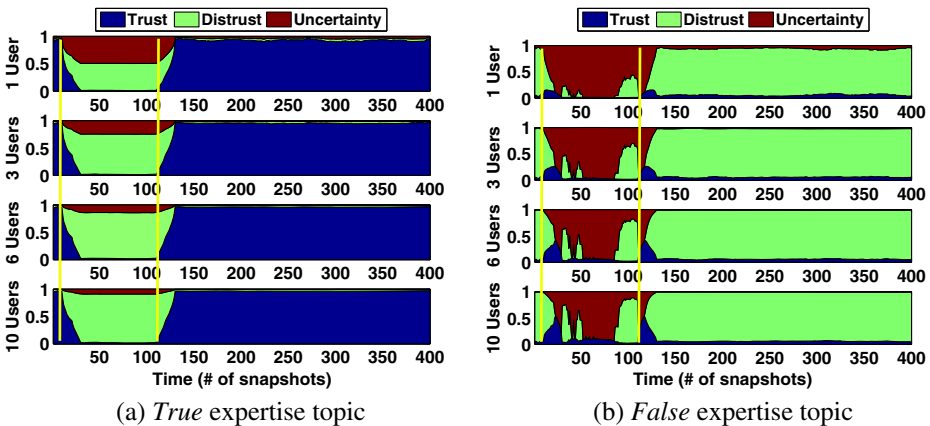 Trust Distrust Uncertainty
1 User
1
0.5
0
50 100 150 200 250 300 350 400
3 Users
1
0.5
0
50 100 150 200 250 300 350 400
6 Users
1
0.5
0
50 100 150 200 250 300 350 400
10 Users
1
0.5
0
50 100 150 200 250 300 350 400
Time (# of snapshots)
(a) True expertise topic
Trust Distrust Uncertainty
1 User
1
0.5
0
50 100 150 200 250 300 350 400
3 Users
1
0.5
0
50 100 150 200 250 300 350 400
6 Users
1
0.5
0
50 100 150 200 250 300 350 400
10 Users
1
0.5
0
50 100 150 200 250 300 350 400
Time (# of snapshots)
(b) False expertise topic